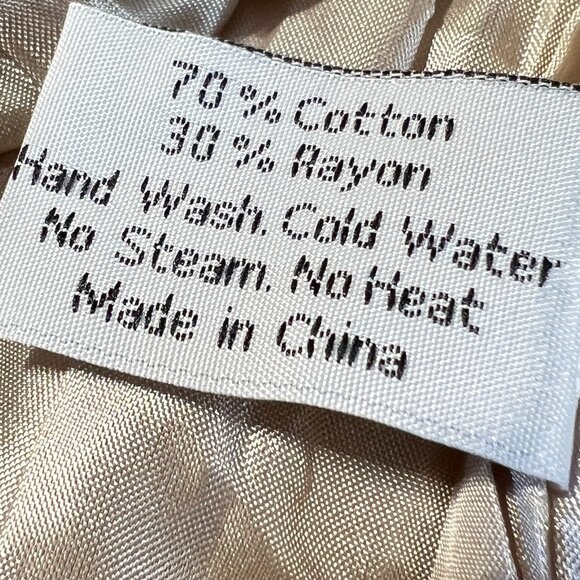 70% Cotton
30% Rayon
Hand Wash. Cold Water
No Steam. No Heat
Made in China